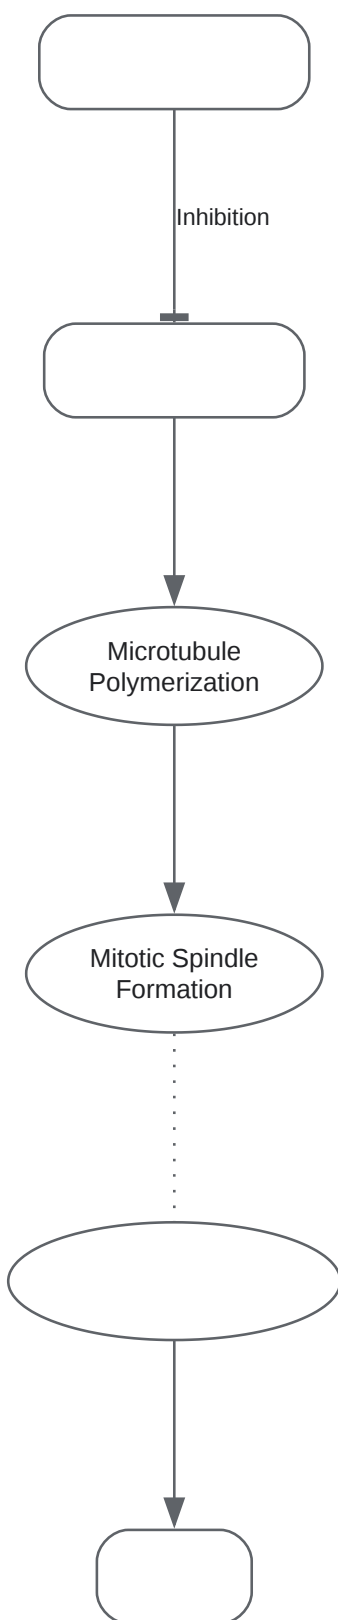 Inhibition
Microtubule
Polymerization
Mitotic Spindle
Formation